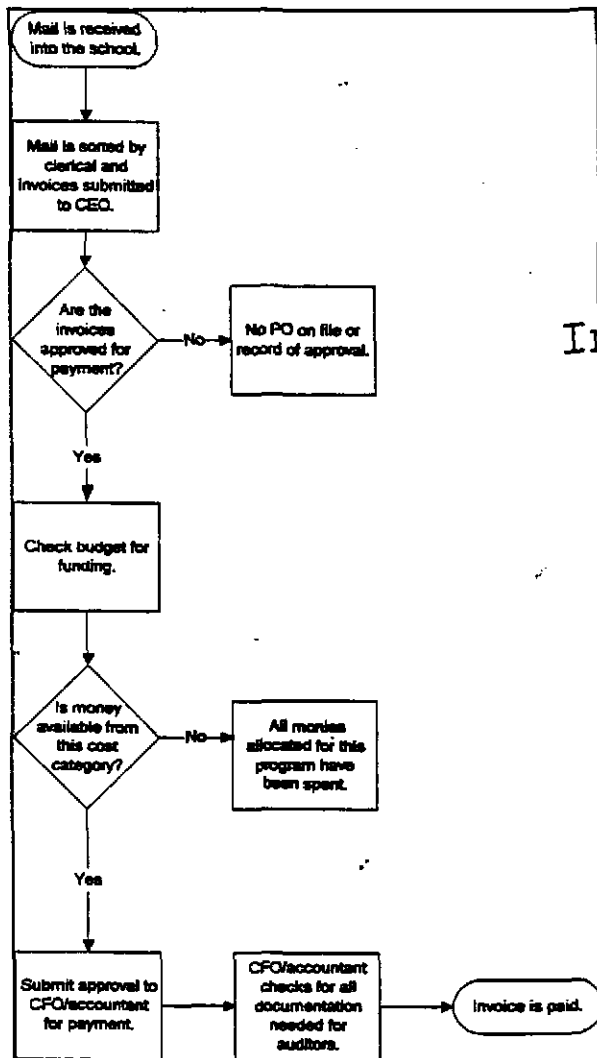 Mail is received
into the school.
Mail is sorted by
clerical and
invoices submitted
to CEO.
Are the
invoices
approved for
payment?
No
No PO on file or
record of approval.
Yes
Check budget for
funding.
Is money
available from
this cost
category?
No
All monies
allocated for this
program have
been spent.
Yes
Submit approval to
CFO/accountant
for payment.
CFO/accountant
checks for all
documentation
needed for
auditors.
Invoice is paid.